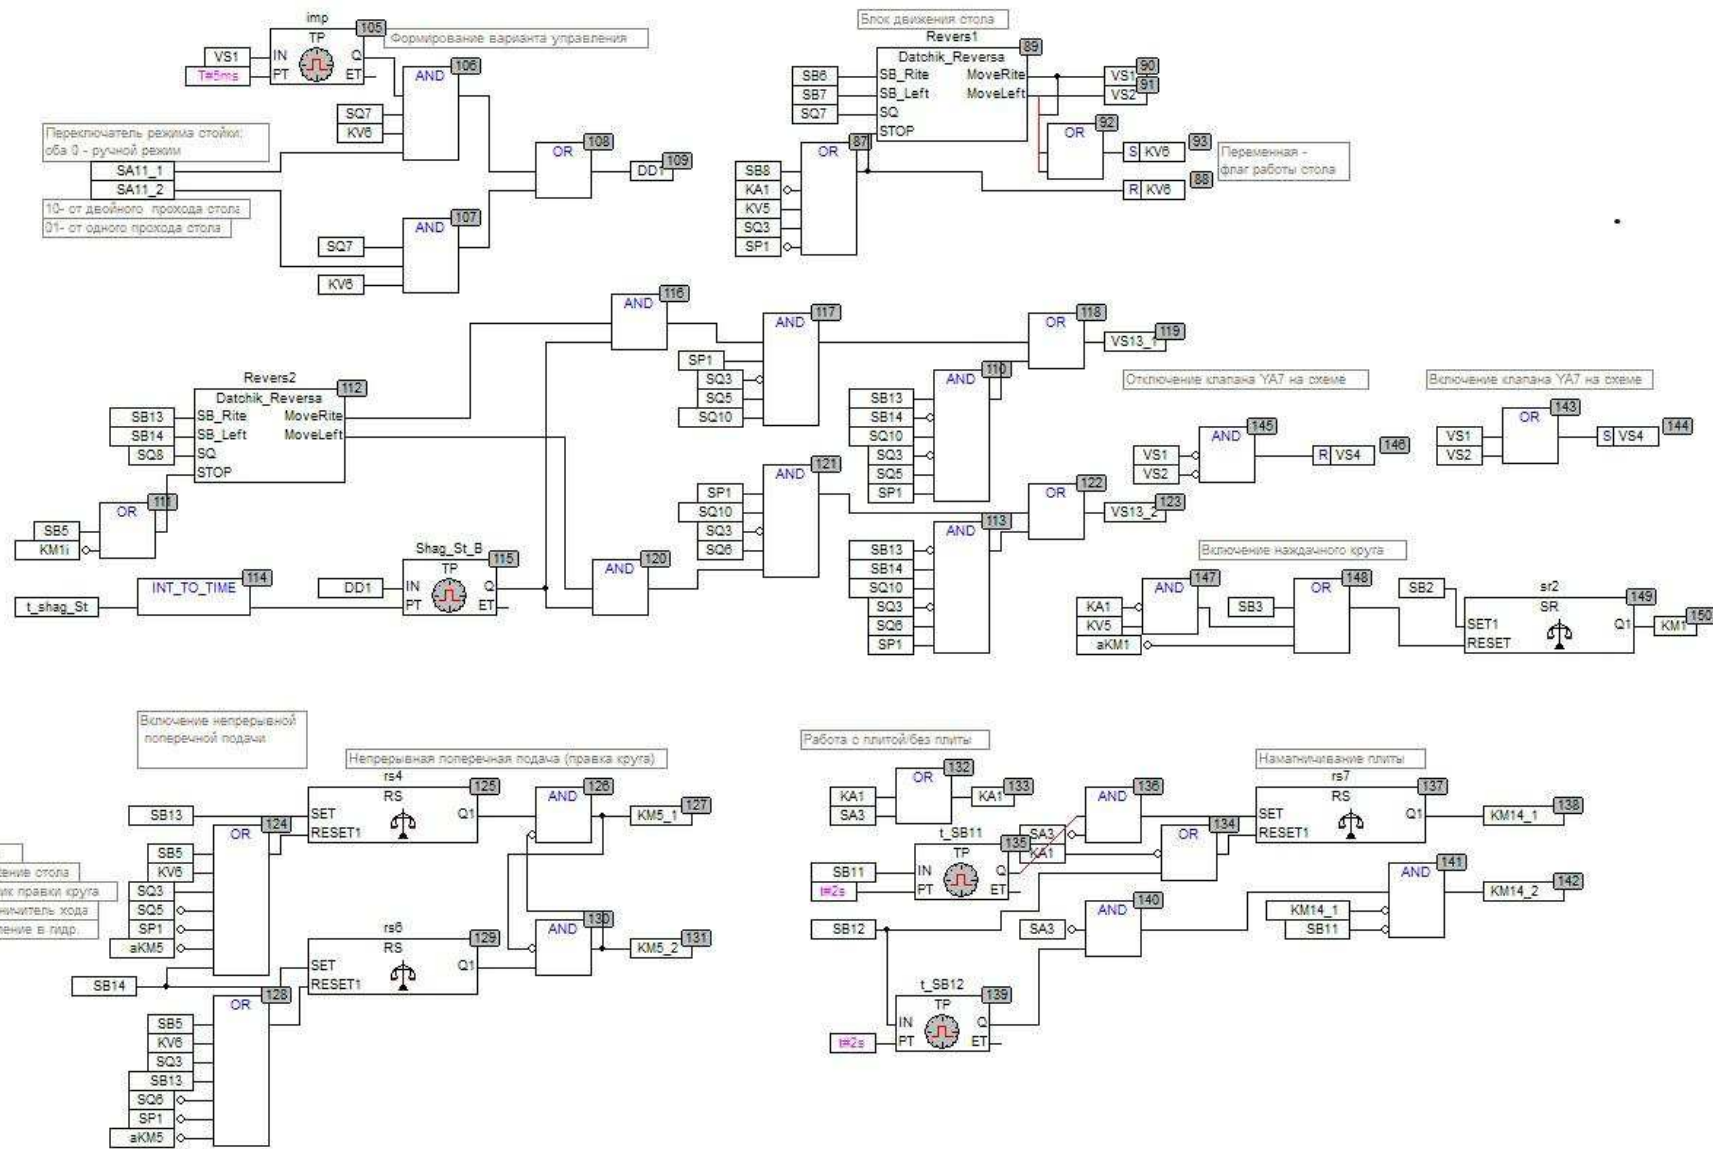 imp
105
TP
Формирование варианта управления
VS1
IN
Q
T#5ms
PT
ET
106
AND
SQ7
KV6
Переключатель режима стойки:
оба 0 - ручной режим
SA11_1
SA11_2
10- от двойного прохода стола
01- от одного прохода стола
108
OR
DD1
109
107
AND
SQ7
KV6
Блок движения стола
Revers1
89
Datchik_Reversa
SB6
SB_Rite
MoveRite
VS1
90
SB7
SB_Left
MoveLeft
VS2
91
SQ7
SQ
STOP
87
OR
SB8
KA1
KV5
SQ3
SP1
92
OR
S
KV6
93
R
KV6
88
Переменная -
флаг работы стола
116
AND
117
AND
SP1
SQ3
SQ5
SQ10
118
OR
VS13_1
119
110
AND
SB13
SB14
SQ10
SQ3
SQ5
SP1
Revers2
112
Datchik_Reversa
SB13
SB_Rite
MoveRite
SB14
SB_Left
MoveLeft
SQ8
SQ
STOP
111
OR
SB5
KM1i
114
INT_TO_TIME
t_shag_St
Shag_St_B
115
TP
DD1
IN
Q
PT
ET
120
AND
121
AND
SP1
SQ10
SQ3
SQ6
122
OR
VS13_2
123
113
AND
SB13
SB14
SQ10
SQ3
SQ6
SP1
Отключение клапана YA7 на схеме
145
AND
VS1
VS2
R
VS4
146
Включение клапана YA7 на схеме
143
OR
VS1
VS2
S
VS4
144
Включение наждачного круга
147
AND
KA1
KV5
aKM1
148
OR
SB3
SB2
sr2
149
SR
SET1
Q1
RESET
KM1
150
Включение непрерывной
поперечной подачи
Непрерывная поперечная подача (правка круга)
rs4
125
RS
SB13
SET
Q1
RESET1
124
OR
SB5
KV6
SQ3
SQ5
SP1
aKM5
SB14
126
AND
KM5_1
127
rs6
129
RS
SET
Q1
RESET1
130
AND
KM5_2
131
128
OR
SB5
KV6
SQ3
SB13
SQ6
SP1
aKM5
ение стола
ик правки круга
ничитель хода
ление в гидр.
Работа с плитой/без плиты
132
OR
KA1
SA3
KA1
133
t_SB11
135
TP
SB11
IN
Q
t#2s
PT
ET
SA3
KA1
136
AND
134
OR
Намагничивание плиты
rs7
137
RS
SET
Q1
RESET1
KM14_1
138
SB12
SA3
140
AND
141
AND
KM14_1
SB11
KM14_2
142
t_SB12
139
TP
IN
Q
t#2s
PT
ET